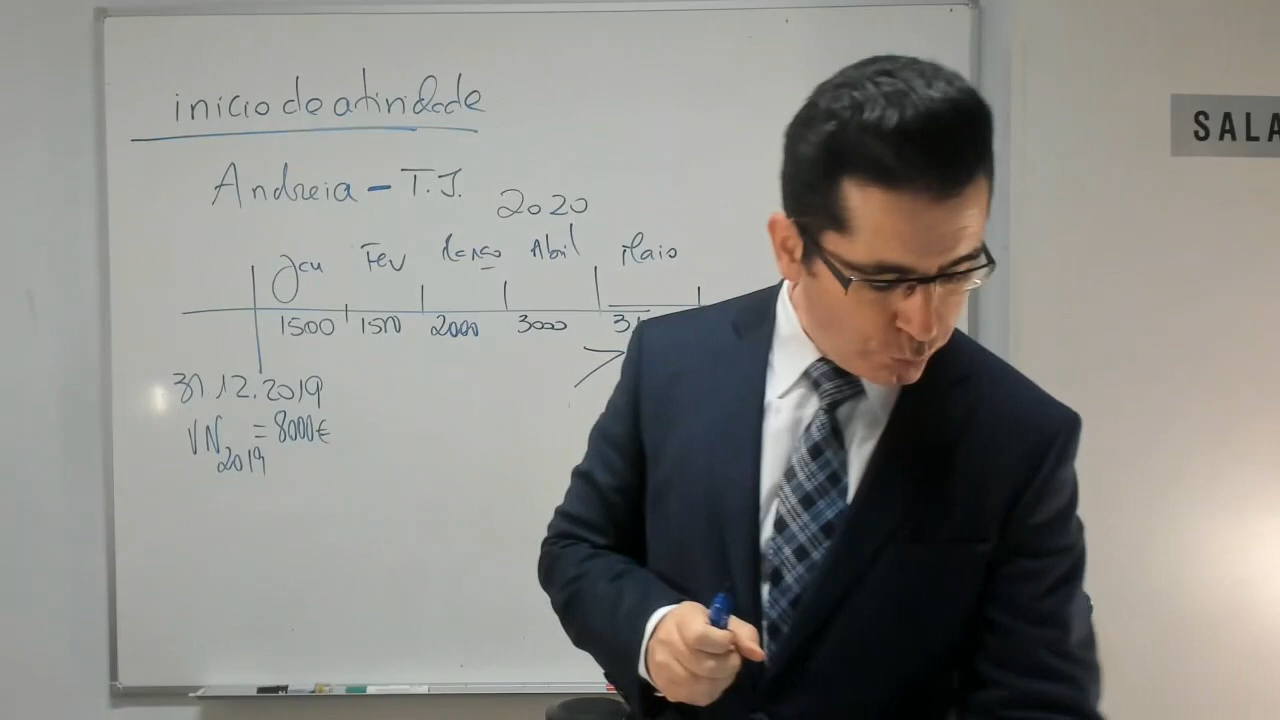 inicio de atividade
Andreia - T.I.
2020
Jan Fev Março Abril Maio
1500 1500 2000 3000 3
31.12.2019
VN2019 = 8000€
SALA